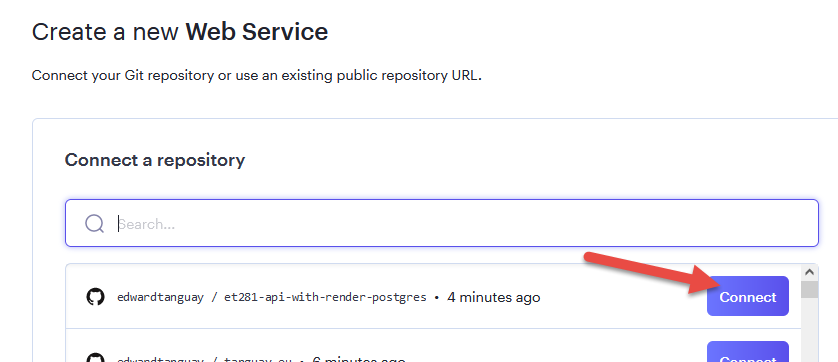 Create a new Web Service
Connect your Git repository or use an existing public repository URL.
Connect a repository
Search...
edwardtanguay / et281-api-with-render-postgres • 4 minutes ago
Connect
edwardtanguay / tanguay-eu • 6 minutes ago
Connect